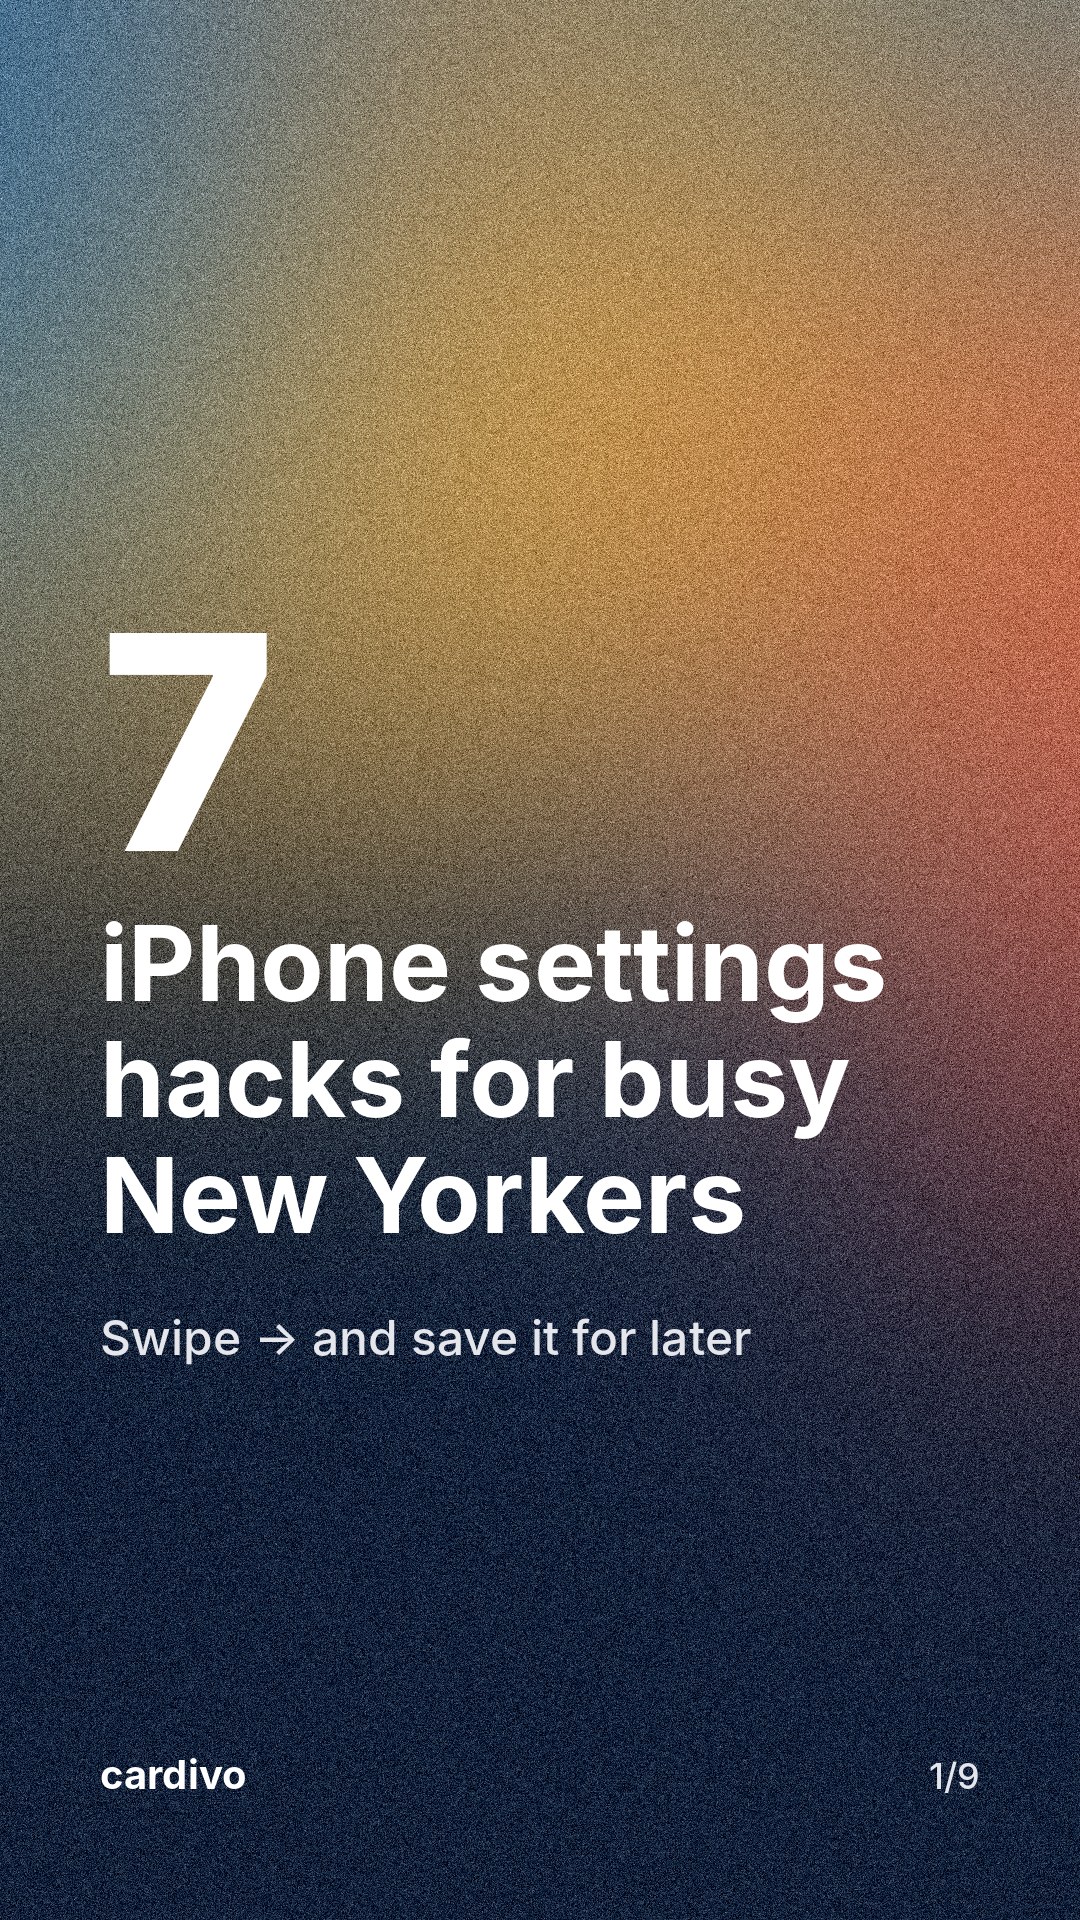 7
iPhone settings
hacks for busy
New Yorkers
Swipe → and save it for later
cardivo
1/9